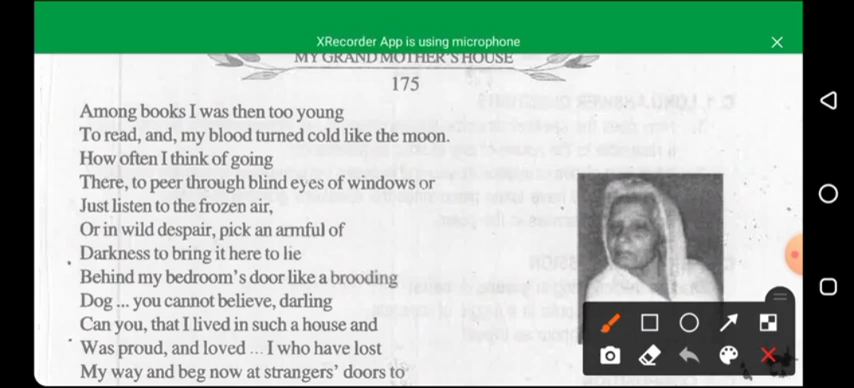 XRecorder App is using microphone
MY GRAND MOTHER'S HOUSE
175
Among books I was then too young
To read, and, my blood turned cold like the moon.
How often I think of going
There, to peer through blind eyes of windows or
Just listen to the frozen air,
Or in wild despair, pick an armful of
Darkness to bring it here to lie
Behind my bedroom's door like a brooding
Dog ... you cannot believe, darling
Can you, that I lived in such a house and
Was proud, and loved ... I who have lost
My way and beg now at strangers' doors to